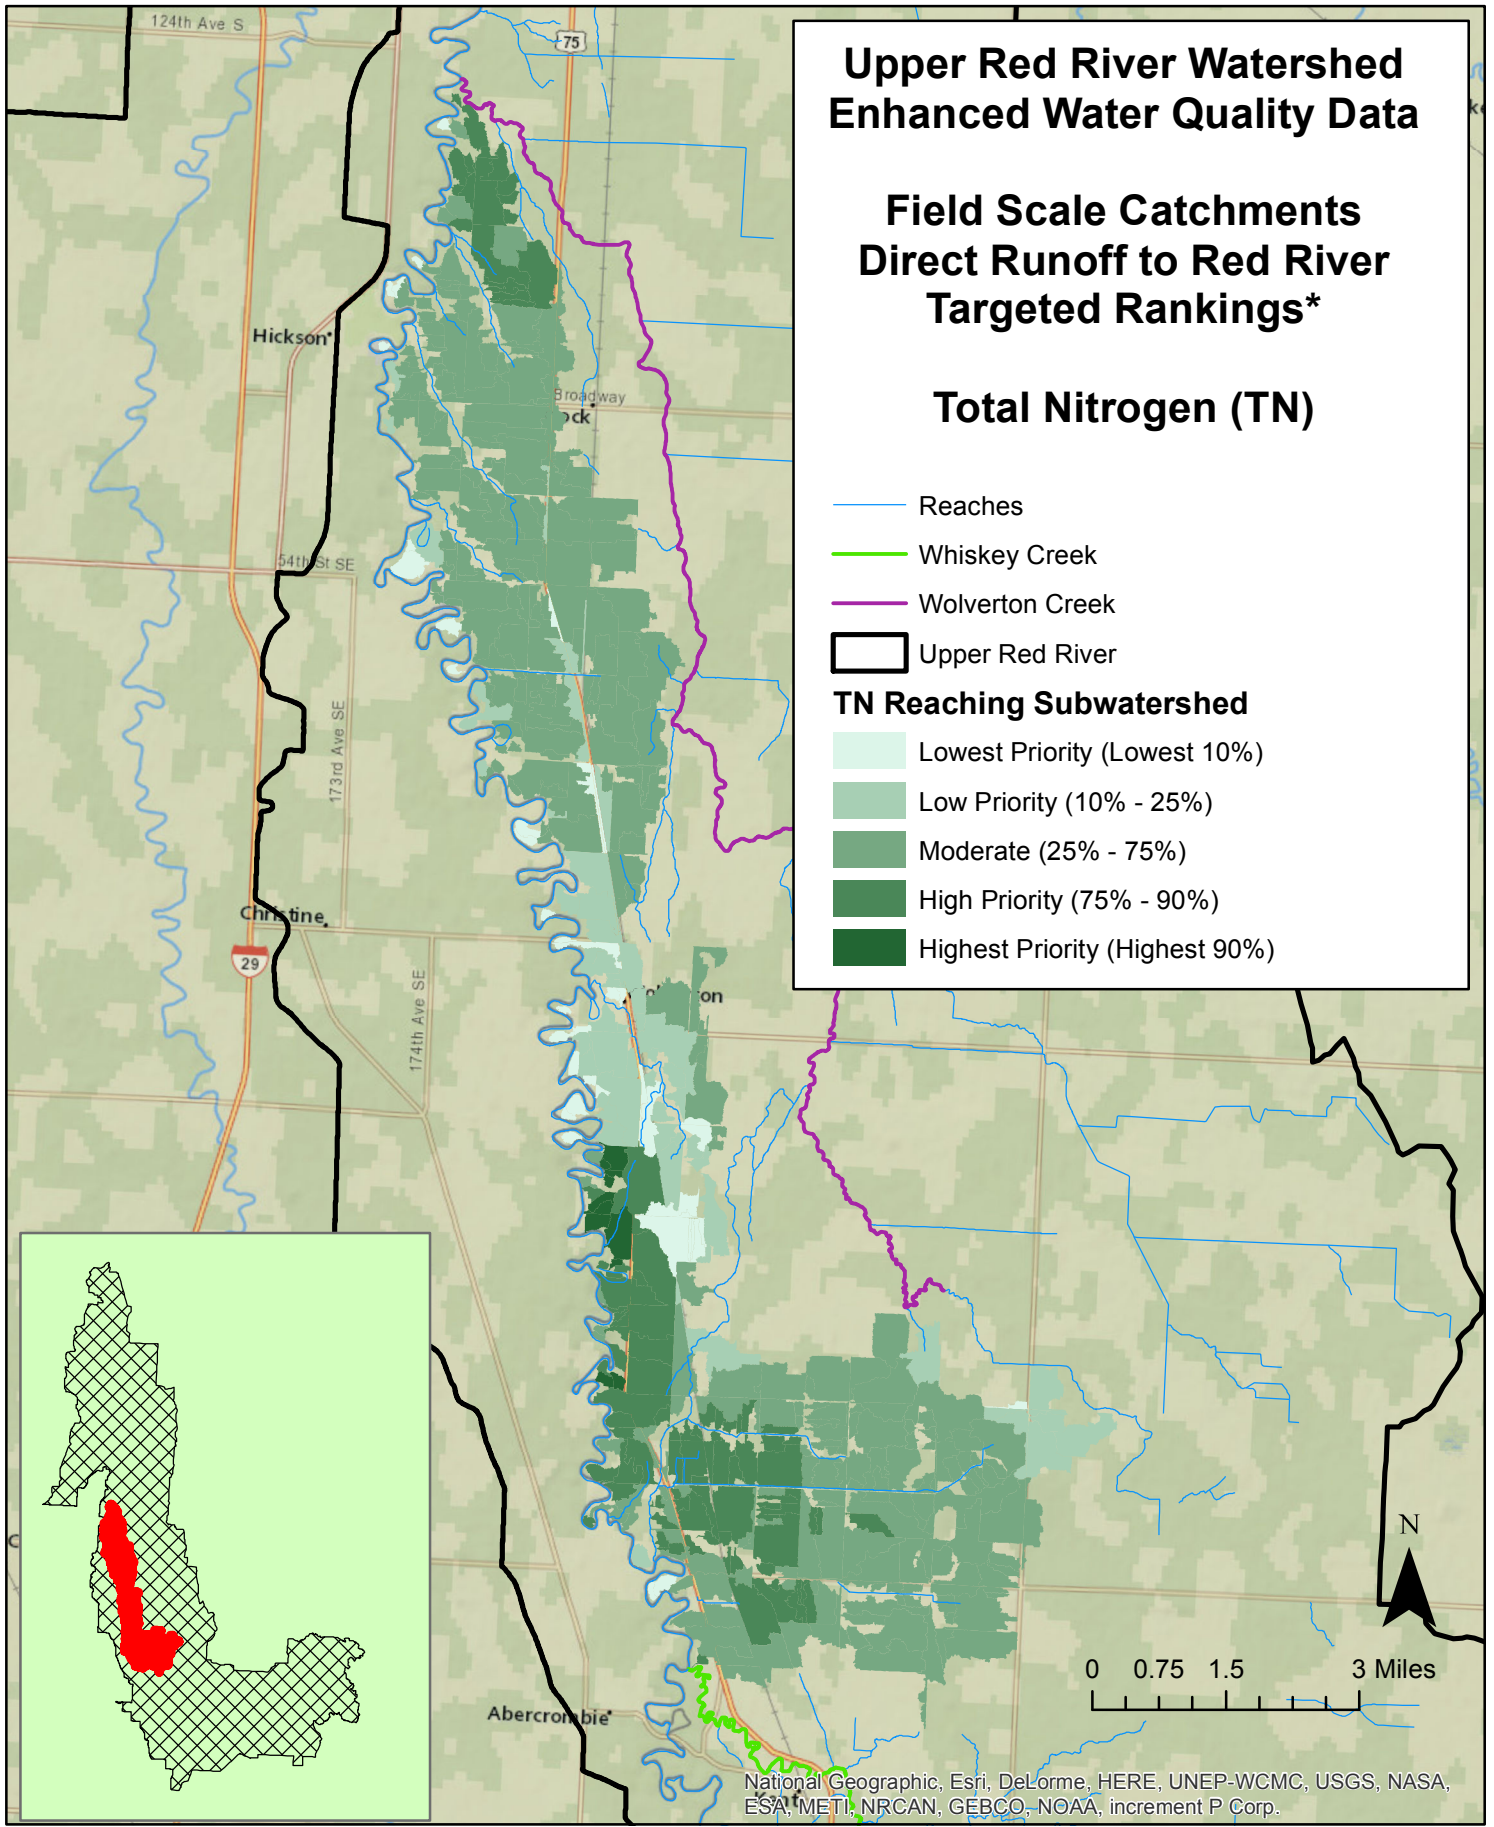 124th Ave S
75
Upper Red River Watershed
Enhanced Water Quality Data
Field Scale Catchments
Direct Runoff to Red River
Targeted Rankings*
Total Nitrogen (TN)
Reaches
Whiskey Creek
Wolverton Creek
Upper Red River
TN Reaching Subwatershed
Lowest Priority (Lowest 10%)
Low Priority (10% - 25%)
Moderate (25% - 75%)
High Priority (75% - 90%)
Highest Priority (Highest 90%)
Hickson
Broadway
ock
54th St SE
173rd Ave SE
Christine
29
174th Ave SE
on
N
0 0.75 1.5 3 Miles
Abercrombie
Kent
National Geographic, Esri, DeLorme, HERE, UNEP-WCMC, USGS, NASA,
ESA, METI, NRCAN, GEBCO, NOAA, increment P Corp.